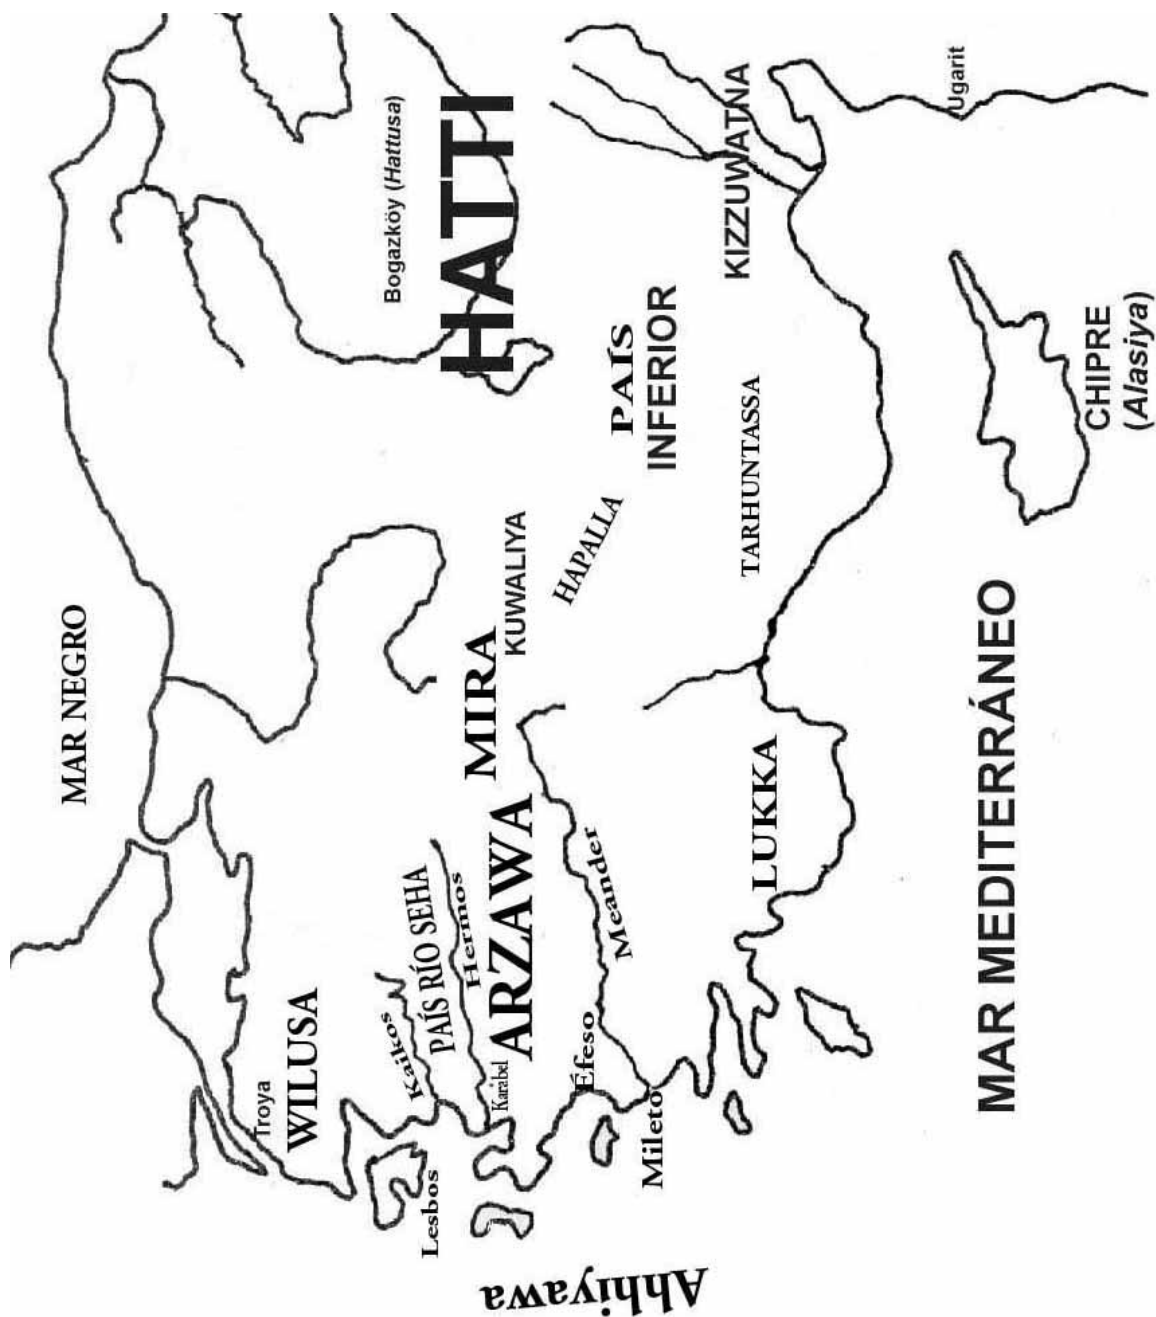 MAR NEGRO
Troya
WILUSA
Bogazköy (Hattusa)
HATTI
Lesbos
Kaikos
PAÍS RÍO SEHA
Hermos
Karabel
ARZAWA
MIRA
KUWALIYA
HAPALLA
PAÍS
INFERIOR
KIZZUWATNA
Ugarit
Ahhiyawa
Éfeso
Meander
Mileto
LUKKA
TARHUNTASSA
CHIPRE
(Alasiya)
MAR MEDITERRÁNEO